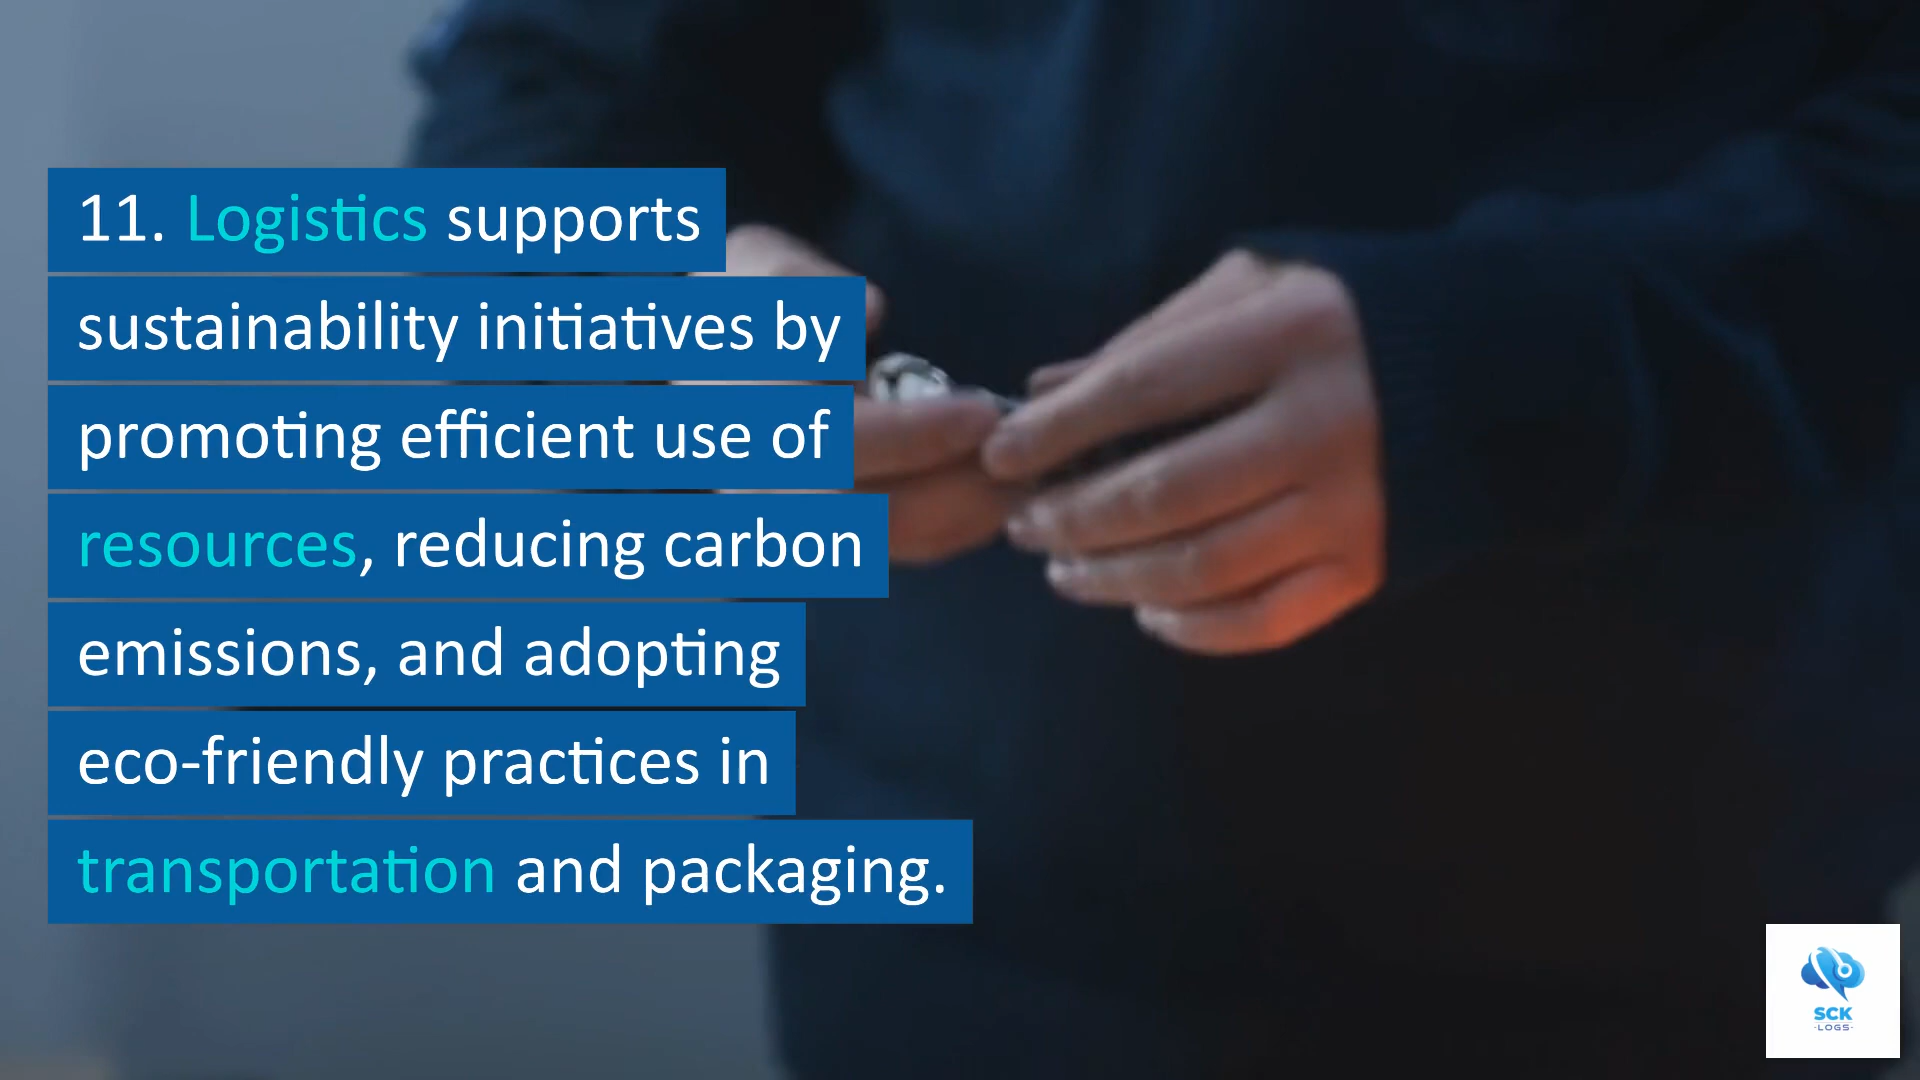 11. Logistics supports
sustainability initiatives by
promoting efficient use of
resources, reducing carbon
emissions, and adopting
eco-friendly practices in
transportation and packaging.
SCK
-LOGS-